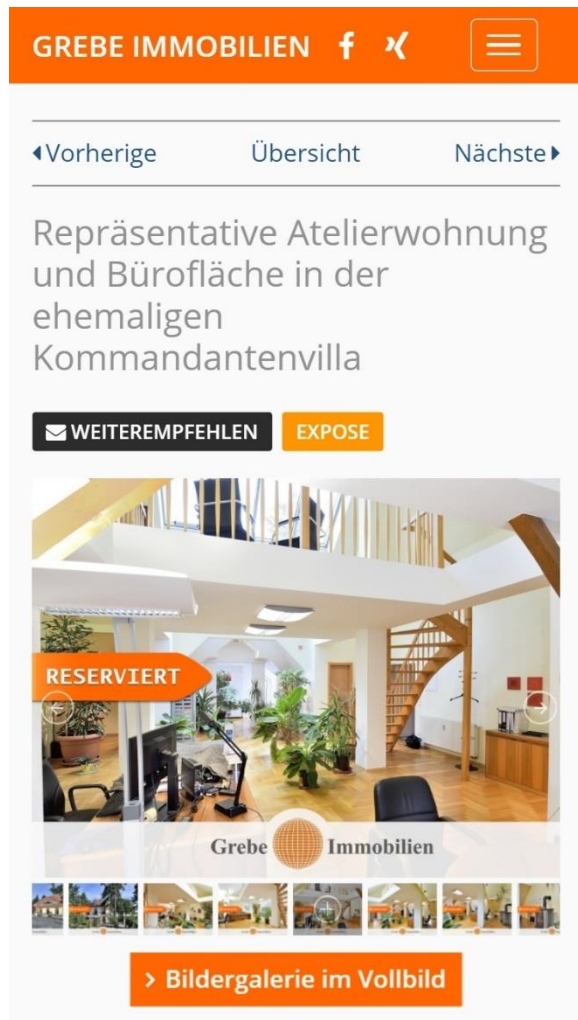 GREBE IMMOBILIEN
Vorherige Übersicht Nächste
Repräsentative Atelierwohnung
und Bürofläche in der
ehemaligen
Kommandantenvilla
WEITEREMPFEHLEN EXPOSE
RESERVIERT
Grebe Immobilien
> Bildergalerie im Vollbild